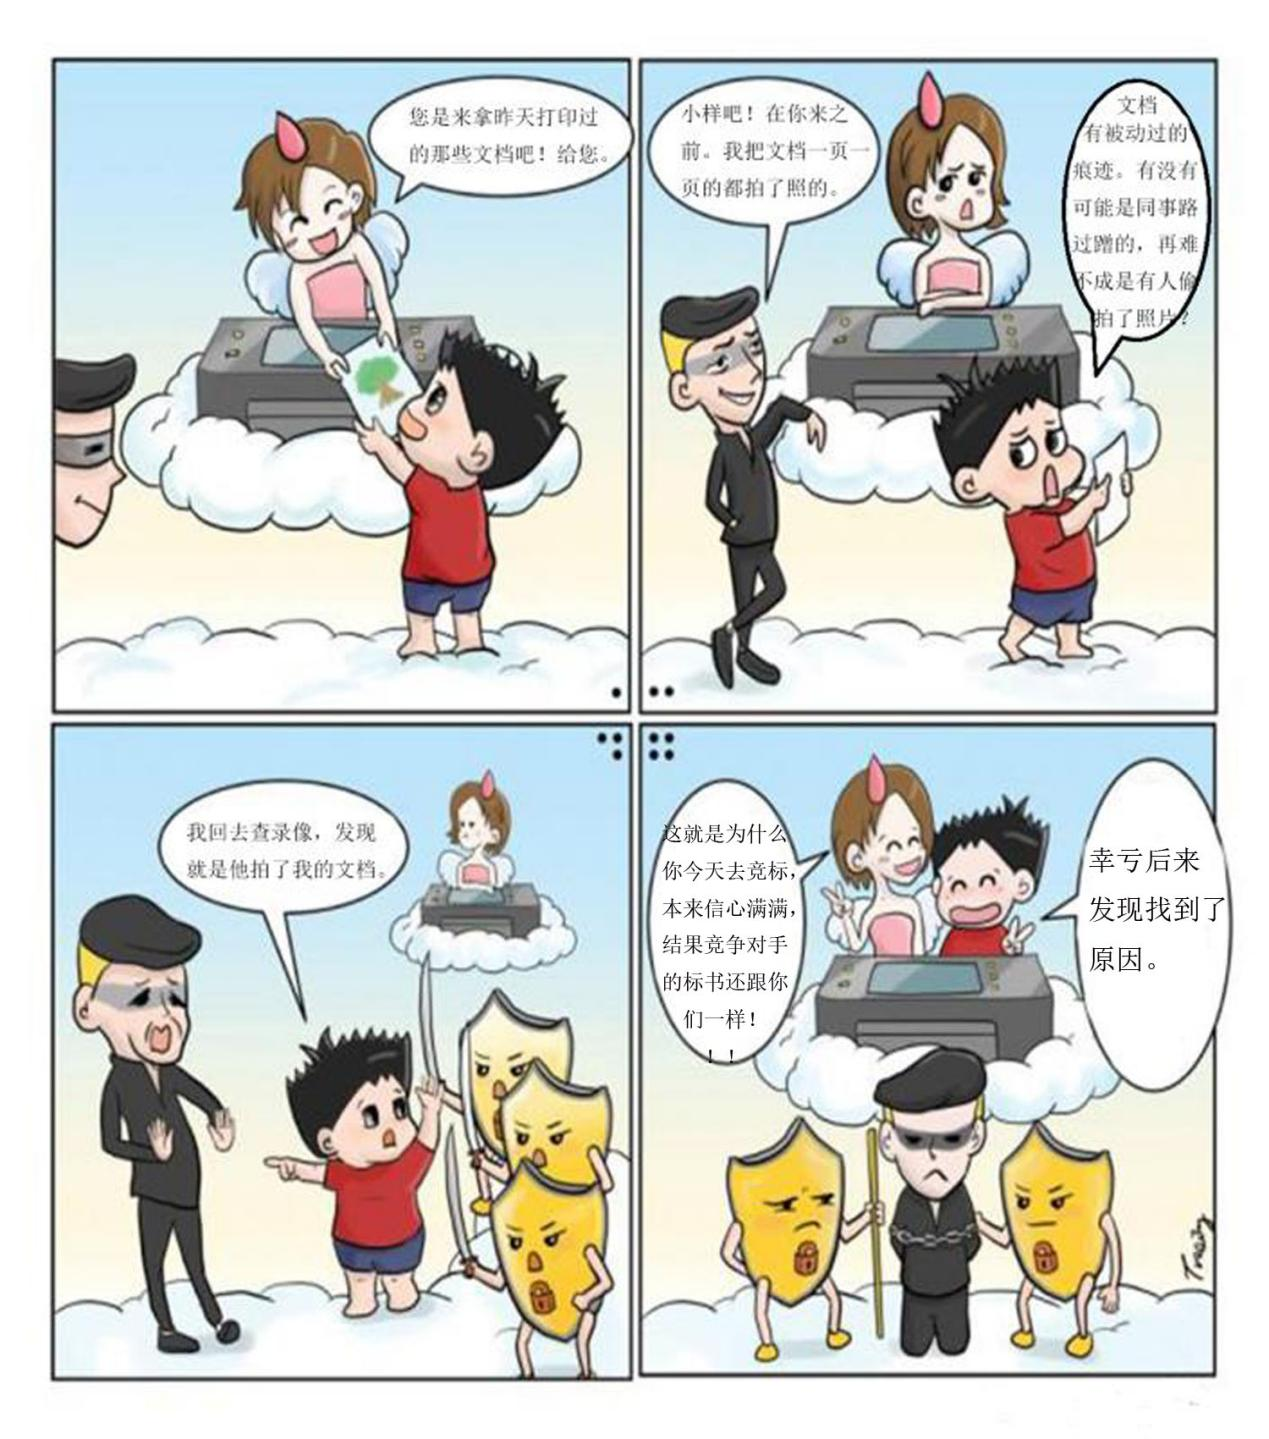 您是来拿昨天打印过
的那些文档吧！给您。
小样吧！在你来之
前。我把文档一页一
页的都拍了照的。
文档
有被动过的
痕迹。有没有
可能是同事路
过蹭的，再难
不成是有人偷
拍了照片？
我回去查录像，发现
就是他拍了我的文档。
这就是为什么
你今天去竞标，
本来信心满满，
结果竞争对手
的标书还跟你
们一样！
！！
幸亏后来
发现找到了
原因。